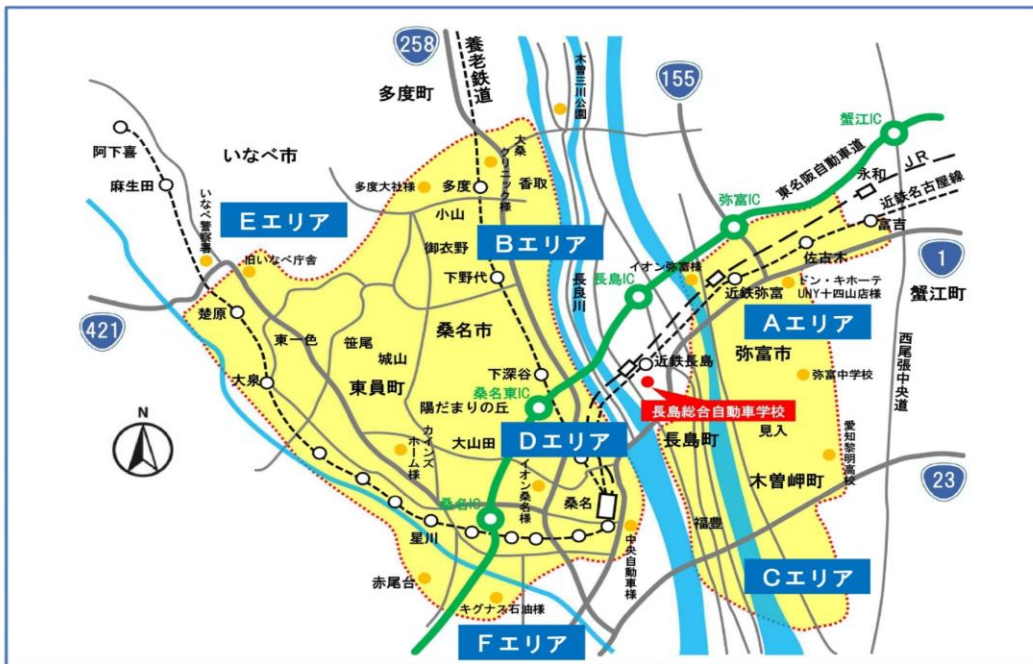 258
養老鉄道
多度町
木曽三川公園
155
蟹江IC
阿下喜
いなべ市
大桑クリニック様
東名阪自動車道
永和
JR
麻生田
多度大社様
多度
香取
弥富IC
近鉄名古屋線
富吉
いなべ警察署
Eエリア
小山
Bエリア
佐古木
1
旧いなべ庁舎
御衣野
長良川
長島IC
イオン弥富様
近鉄弥富
ドン・キホーテ
UNY十四山店様
蟹江町
下野代
421
楚原
東一色
笹尾
桑名市
Aエリア
城山
弥富市
西尾張中央道
大泉
東員町
下深谷
近鉄長島
弥富中学校
桑名東IC
長島総合自動車学校
N
陽だまりの丘
Dエリア
長島町
見入
愛知黎明高校
カインズホーム様
大山田
イオン桑名様
木曽岬町
23
桑名IC
桑名
星川
福豊
中央自動車様
赤尾台
Cエリア
キグナス石油様
Fエリア